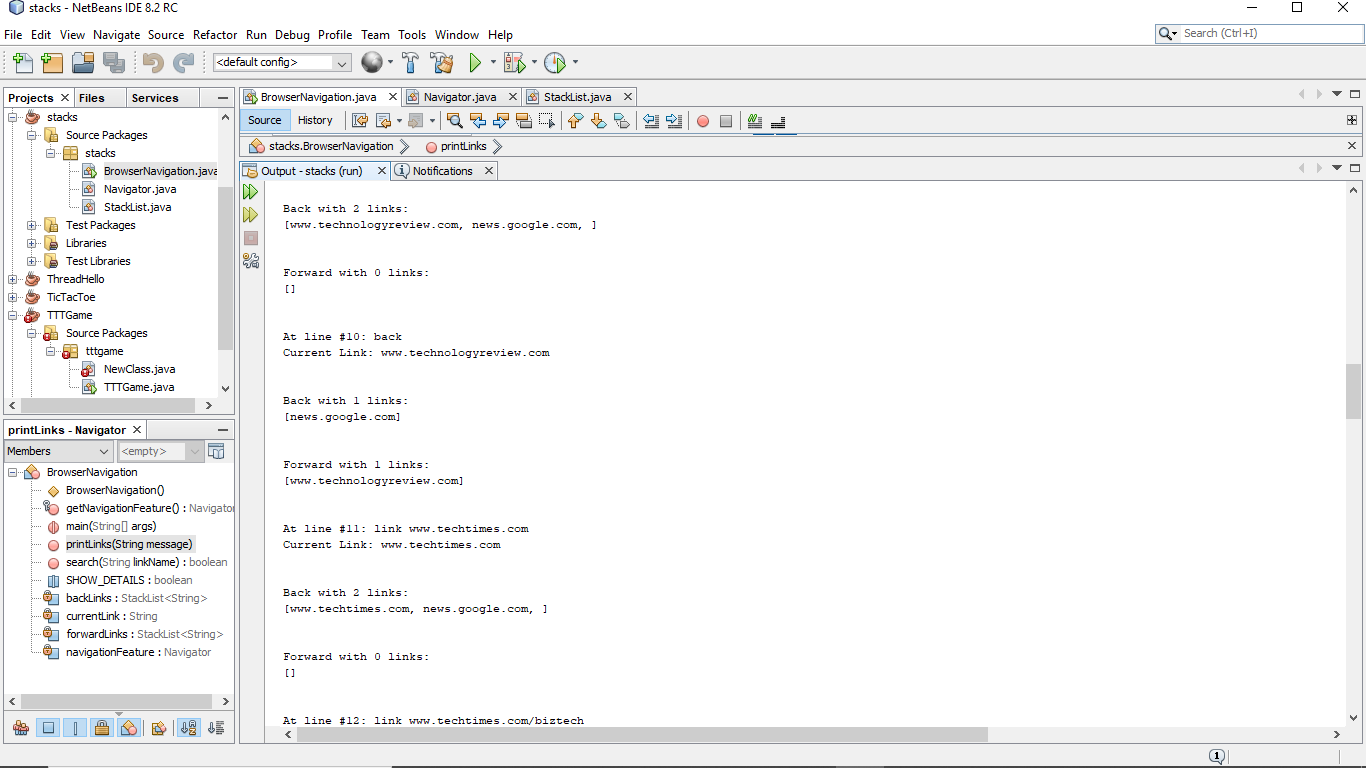 stacks - NetBeans IDE 8.2 RC
File Edit View Navigate Source Refactor Run Debug Profile Team Tools Window Help
Search (Ctrl+I)
<default config>
Projects Files Services
stacks
Source Packages
stacks
BrowserNavigation.java
Navigator.java
StackList.java
Test Packages
Libraries
Test Libraries
ThreadHello
TicTacToe
TTTGame
Source Packages
tttgame
NewClass.java
TTTGame.java
printLinks - Navigator
Members <empty>
BrowserNavigation
BrowserNavigation()
getNavigationFeature() : Navigator
main(String[] args)
printLinks(String message)
search(String linkName) : boolean
SHOW_DETAILS : boolean
backLinks : StackList<String>
currentLink : String
forwardLinks : StackList<String>
navigationFeature : Navigator
BrowserNavigation.java Navigator.java StackList.java
Source History
stacks.BrowserNavigation printLinks
Output - stacks (run) Notifications
Back with 2 links:
[www.technologyreview.com, news.google.com, ]
Forward with 0 links:
[]
At line #10: back
Current Link: www.technologyreview.com
Back with 1 links:
[news.google.com]
Forward with 1 links:
[www.technologyreview.com]
At line #11: link www.techtimes.com
Current Link: www.techtimes.com
Back with 2 links:
[www.techtimes.com, news.google.com, ]
Forward with 0 links:
[]
At line #12: link www.techtimes.com/biztech
1